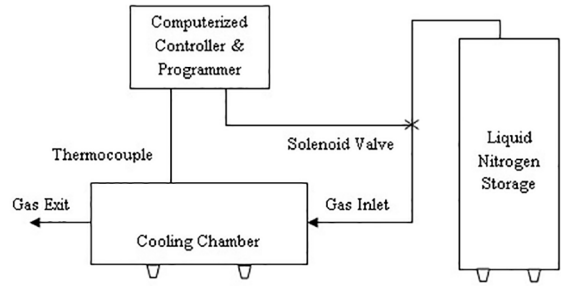 Computerized
Controller &
Programmer
Thermocouple
Solenoid Valve
Liquid
Nitrogen
Storage
Gas Exit
Gas Inlet
Cooling Chamber